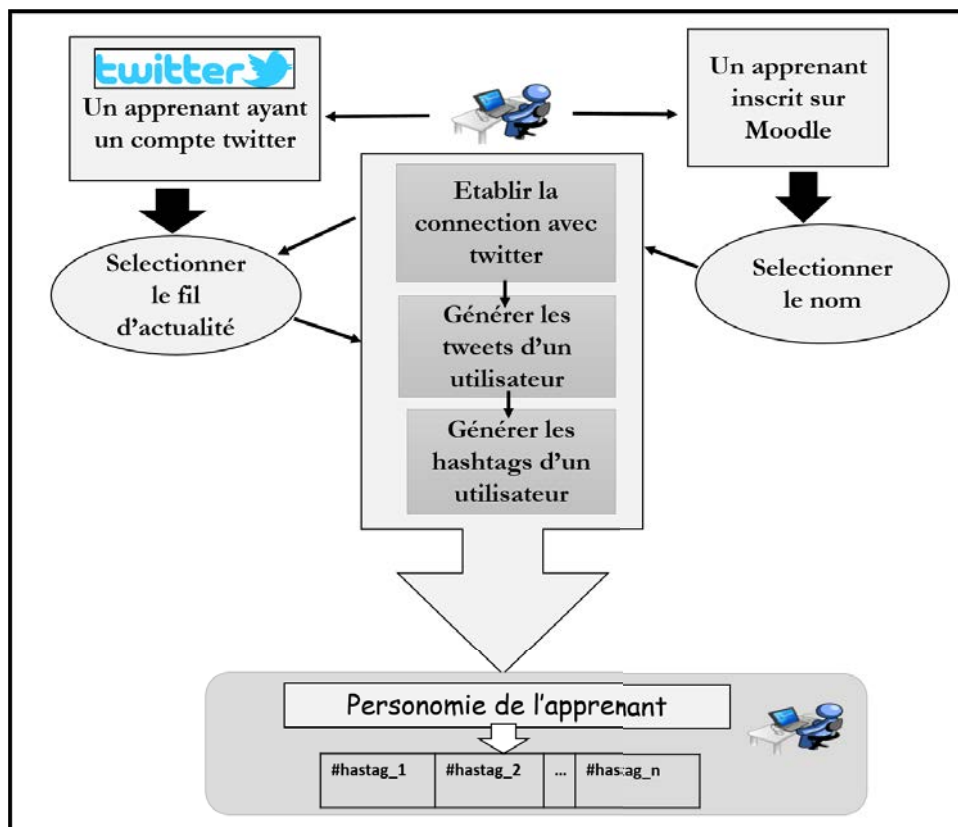 twitter
Un apprenant ayant
un compte twitter
Un apprenant
inscrit sur
Moodle
Etablir la
connection avec
twitter
Selectionner
le fil
d’actualité
Selectionner
le nom
Générer les
tweets d’un
utilisateur
Générer les
hashtags d’un
utilisateur
Personomie de l’apprenant
#hastag_1 #hastag_2 ... #hastag_n